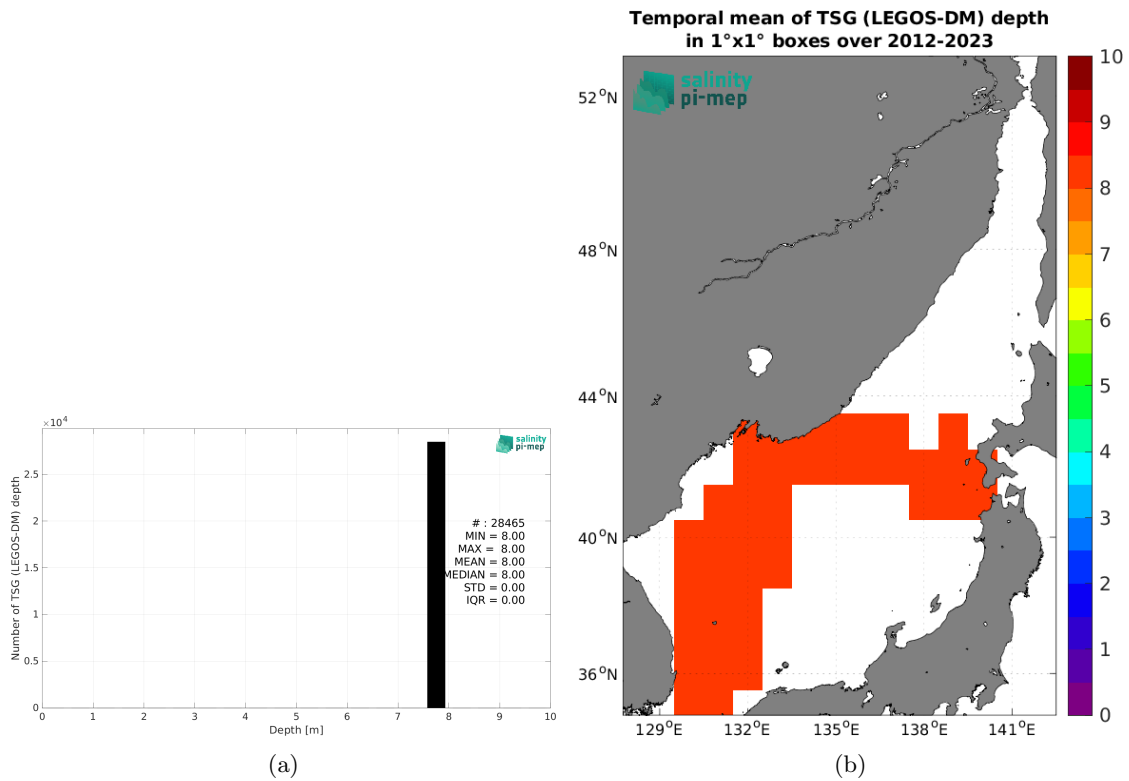 ×10⁴
2.5
2
1.5
1
0.5
0
Number of TSG (LEGOS-DM) depth
salinity
pi-mep
# : 28465
MIN = 8.00
MAX = 8.00
MEAN = 8.00
MEDIAN = 8.00
STD = 0.00
IQR = 0.00
0 1 2 3 4 5 6 7 8 9 10
Depth [m]
(a)
Temporal mean of TSG (LEGOS-DM) depth
in 1°x1° boxes over 2012-2023
salinity
pi-mep
52°N
48°N
44°N
40°N
36°N
129°E 132°E 135°E 138°E 141°E
10
9
8
7
6
5
4
3
2
1
0
(b)